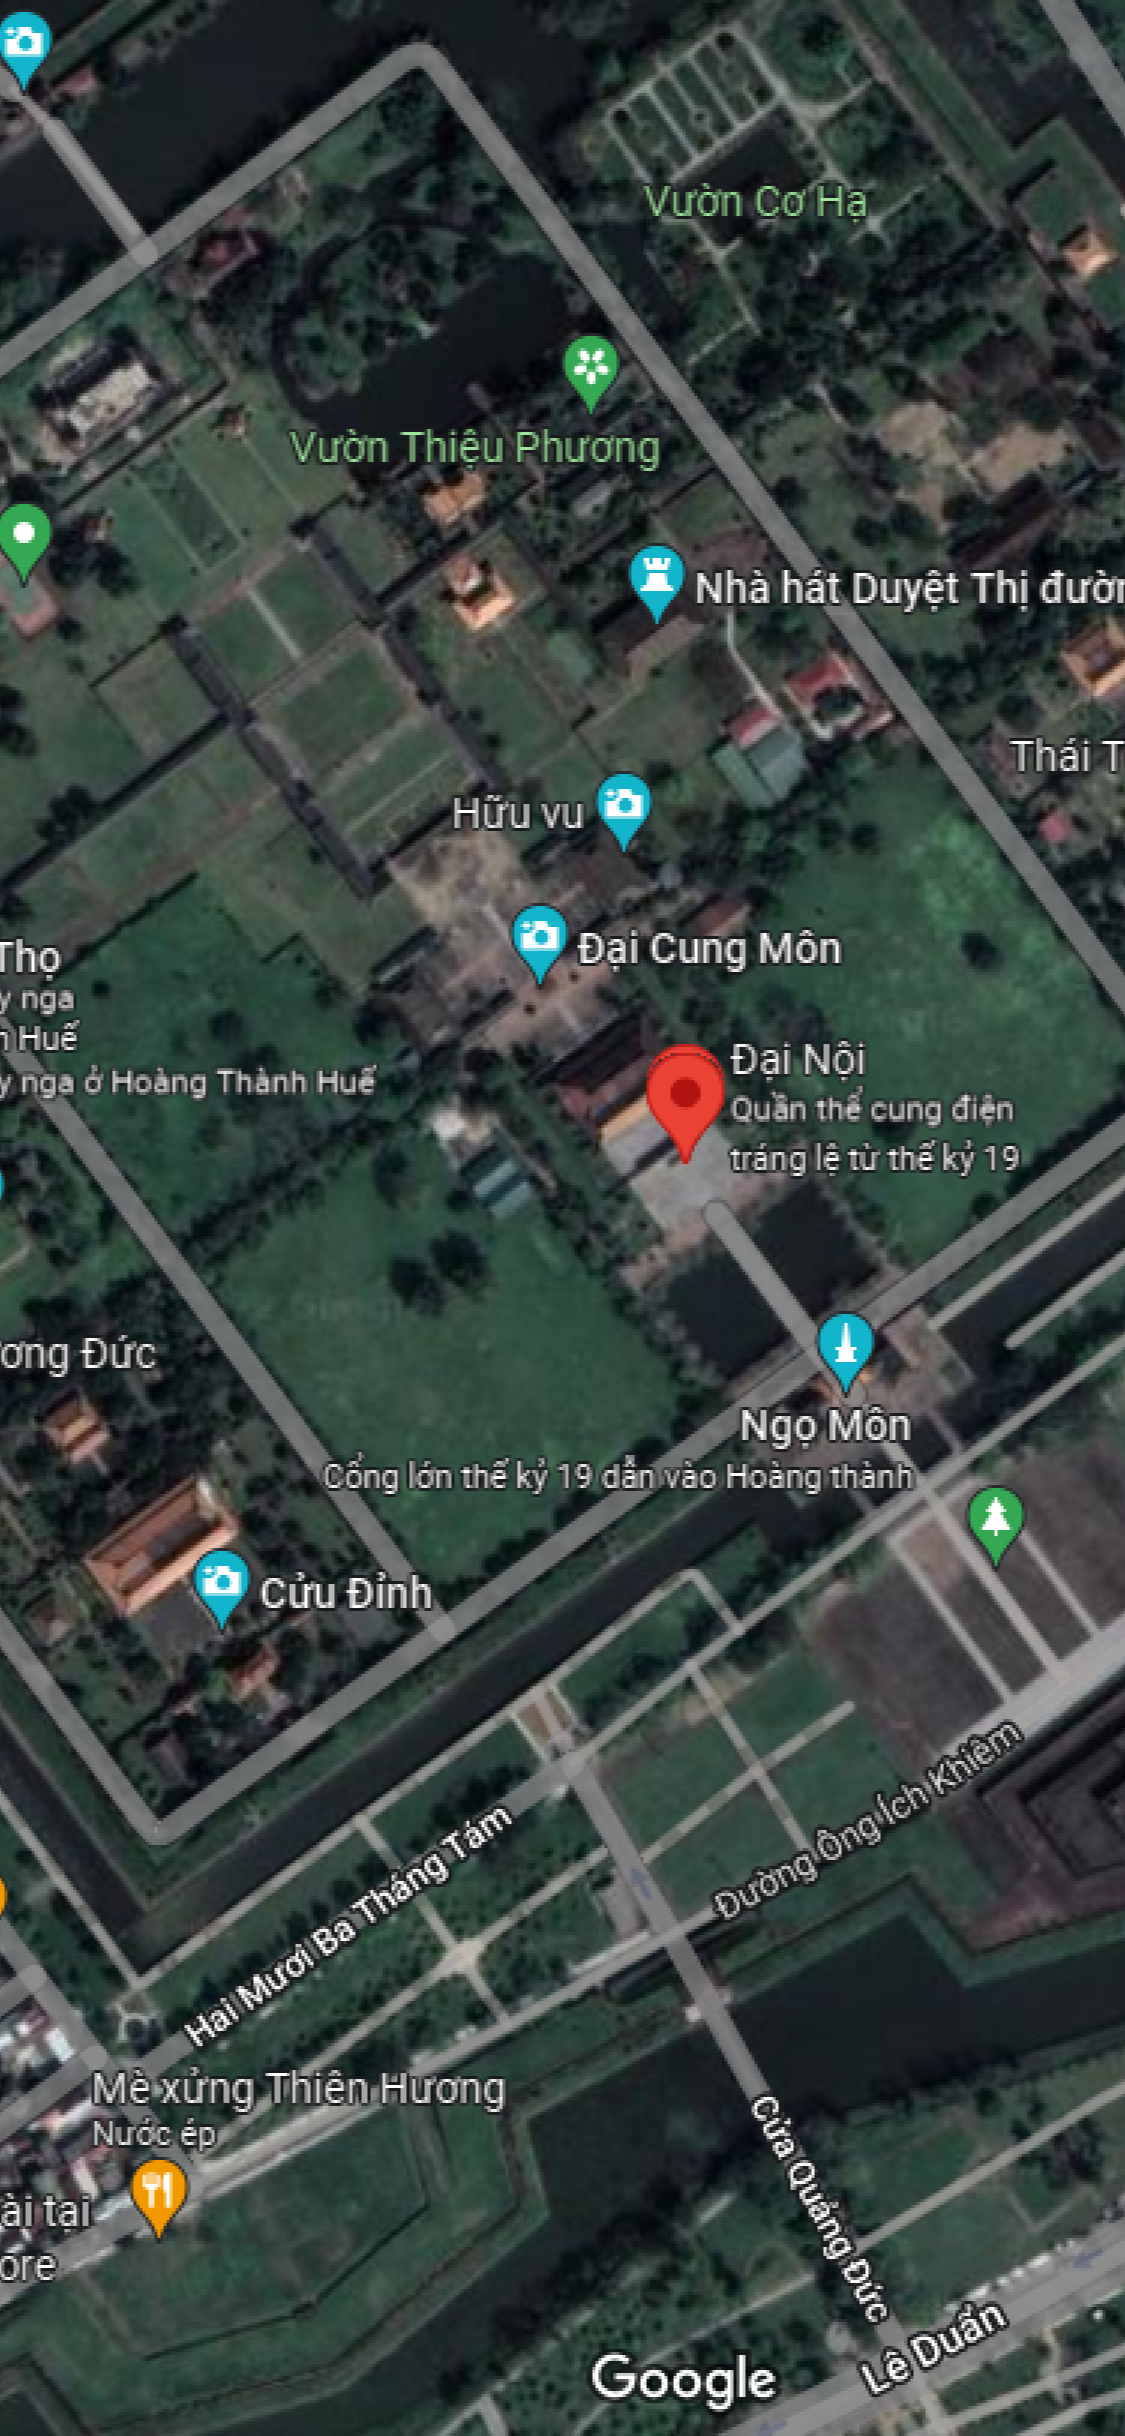 Vườn Cơ Hạ
Vườn Thiệu Phương
Nhà hát Duyệt Thị đườn
Thái T
Hữu vu
Đại Cung Môn
Thọ
y nga
n Huế
y nga ở Hoàng Thành Huế
Đại Nội
Quần thể cung điện
tráng lệ từ thế kỷ 19
ơng Đức
Ngọ Môn
Cổng lớn thế kỷ 19 dẫn vào Hoàng thành
Cửu Đỉnh
Đường Ông Ích Khiêm
Hai Mươi Ba Tháng Tám
Mè xửng Thiên Hương
Nước ép
ài tại
ore
Cửa Quảng Đức
Lê Duẩn
Google